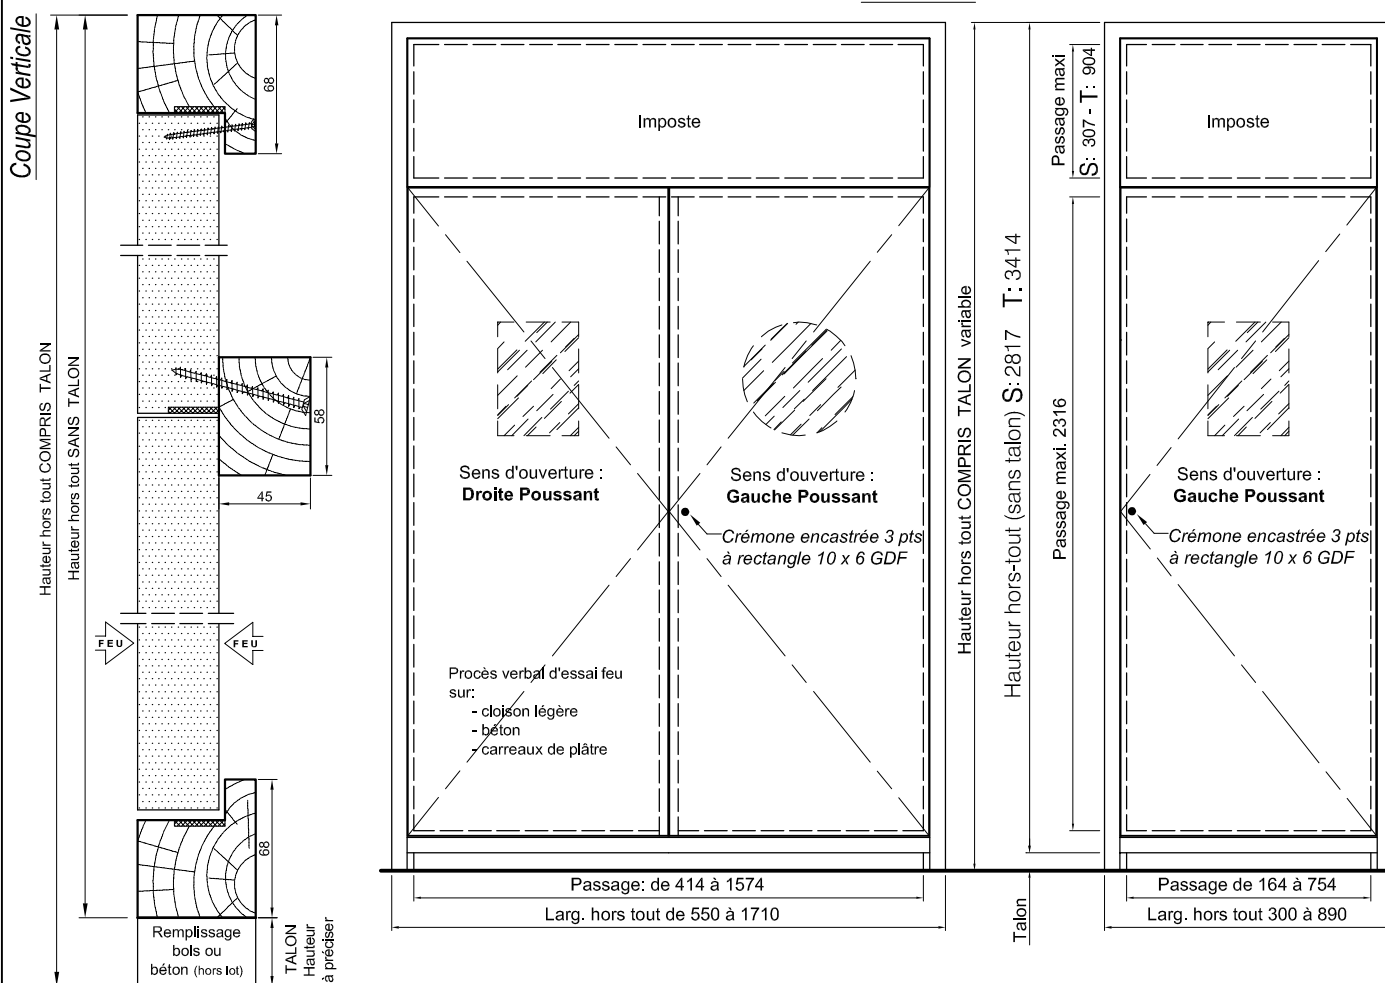 Coupe Verticale
Hauteur hors tout COMPRIS TALON
Hauteur hors tout SANS TALON
68
58
45
FEU
FEU
68
Remplissage
bois ou
béton (hors lot)
TALON
Hauteur
à préciser
Imposte
Sens d'ouverture :
Droite Poussant
Sens d'ouverture :
Gauche Poussant
Crémone encastrée 3 pts
à rectangle 10 x 6 GDF
Procès verbal d'essai feu
sur:
- cloison légère
- béton
- carreaux de plâtre
Passage: de 414 à 1574
Larg. hors tout de 550 à 1710
Hauteur hors tout COMPRIS TALON variable
Hauteur hors-tout (sans talon) S: 2817 T: 3414
Talon
Passage maxi
S: 307 - T: 904
Passage maxi. 2316
Imposte
Sens d'ouverture :
Gauche Poussant
Crémone encastrée 3 pts
à rectangle 10 x 6 GDF
Passage de 164 à 754
Larg. hors tout 300 à 890